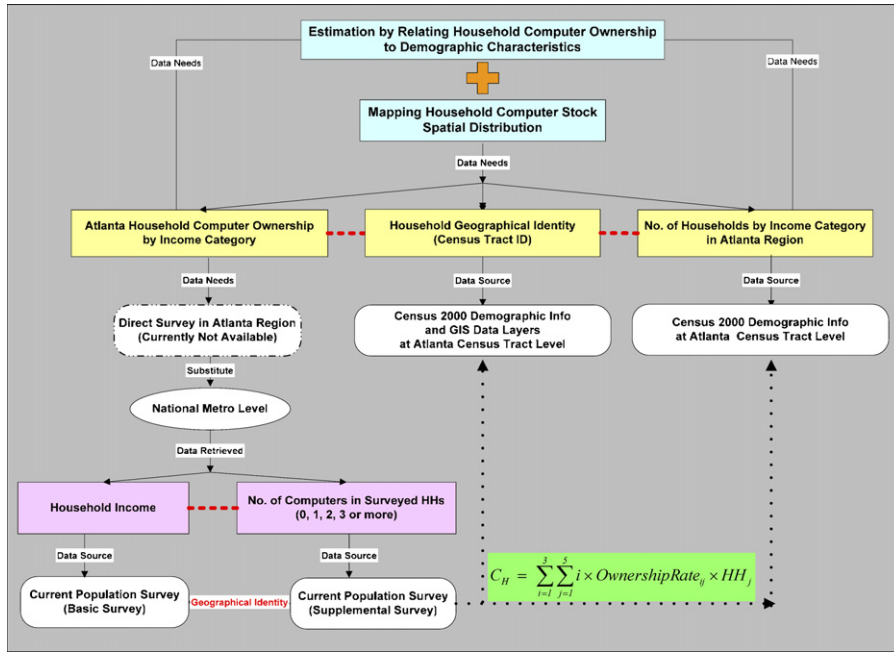 Estimation by Relating Household Computer Ownership
to Demographic Characteristics
Data Needs
Data Needs
Mapping Household Computer Stock
Spatial Distribution
Data Needs
Atlanta Household Computer Ownership
by Income Category
Household Geographical Identity
(Census Tract ID)
No. of Households by Income Category
in Atlanta Region
Data Needs
Data Source
Data Source
Direct Survey in Atlanta Region
(Currently Not Available)
Census 2000 Demographic Info
and GIS Data Layers
at Atlanta Census Tract Level
Census 2000 Demographic Info
at Atlanta Census Tract Level
Substitute
National Metro Level
Data Retrieved
Household Income
No. of Computers in Surveyed HHs
(0, 1, 2, 3 or more)
Data Source
Data Source
C_H = \sum_{i=1}^{3} \sum_{j=1}^{5} i × OwnershipRate_{ij} × HH_j
Current Population Survey
(Basic Survey)
Geographical Identity
Current Population Survey
(Supplemental Survey)